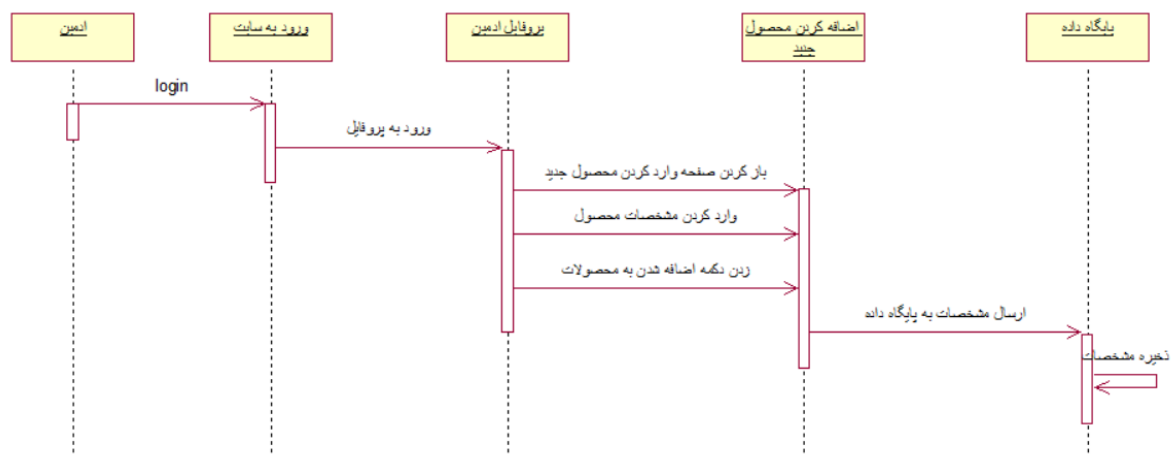 ادمین
ورود به سایت
پروفایل ادمین
اضافه کردن محصول
جدید
پایگاه داده
login
ورود به پروفایل
باز کردن صفحه وارد کردن محصول جدید
وارد کردن مشخصات محصول
زدن دکمه اضافه شدن به محصولات
ارسال مشخصات به پایگاه داده
ذخیره مشخصات